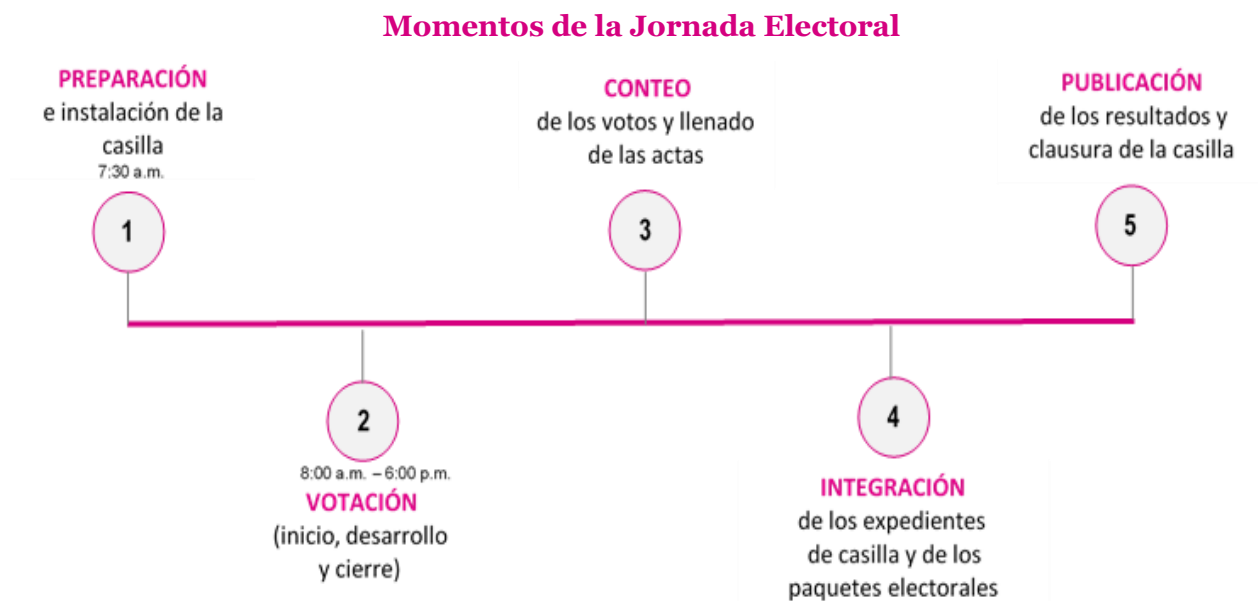 Momentos de la Jornada Electoral
PREPARACIÓN
e instalación de la
casilla
7:30 a.m.
1
2
8:00 a.m. – 6:00 p.m.
VOTACIÓN
(inicio, desarrollo
y cierre)
CONTEO
de los votos y llenado
de las actas
3
4
INTEGRACIÓN
de los expedientes
de casilla y de los
paquetes electorales
PUBLICACIÓN
de los resultados y
clausura de la casilla
5